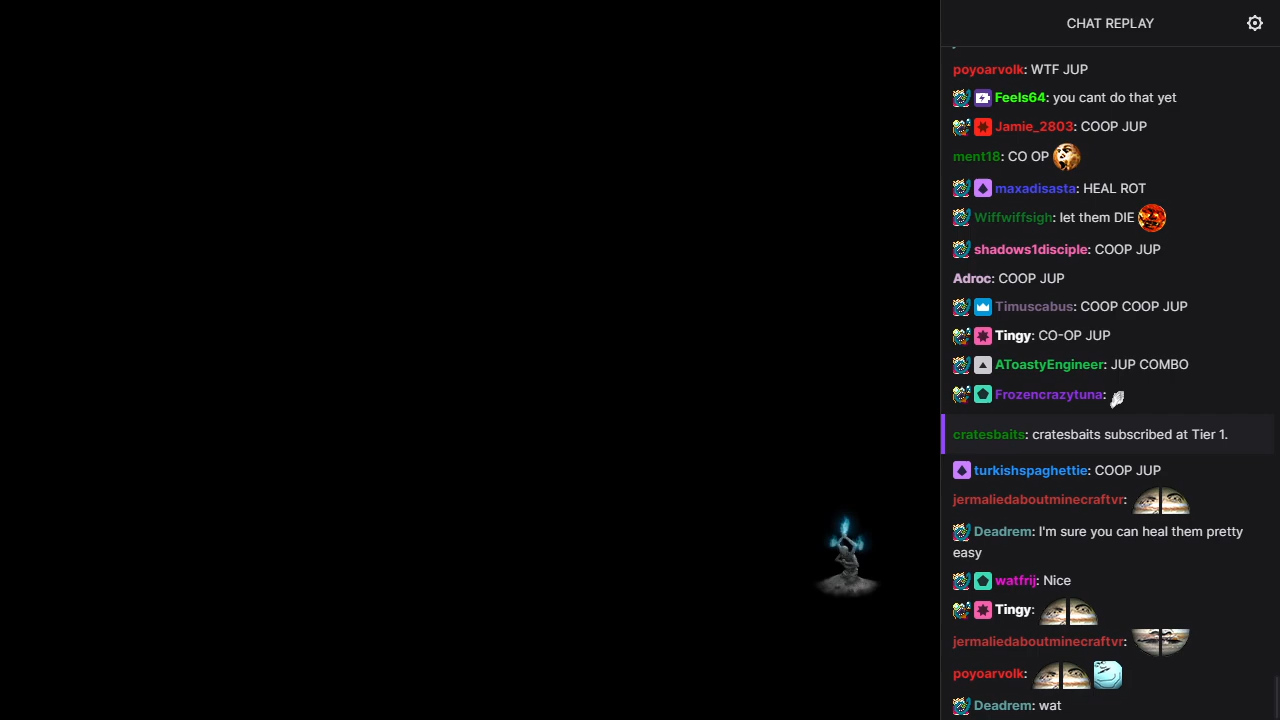 CHAT REPLAY
poyoarvolk: WTF JUP
Feels64: you cant do that yet
Jamie_2803: COOP JUP
ment18: CO OP
maxadisasta: HEAL ROT
Wiffwiffsigh: let them DIE
shadows1disciple: COOP JUP
Adroc: COOP JUP
Timuscabus: COOP COOP JUP
Tingy: CO-OP JUP
AToastyEngineer: JUP COMBO
Frozencrazytuna:
cratesbaits: cratesbaits subscribed at Tier 1.
turkishspaghettie: COOP JUP
jermaliedaboutminecraftvr:
Deadrem: I'm sure you can heal them pretty
easy
watfrij: Nice
Tingy:
jermaliedaboutminecraftvr:
poyoarvolk:
Deadrem: wat